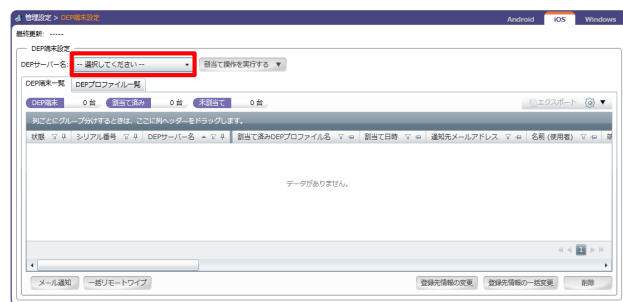 管理設定 > DEP端末設定 Android iOS Windows
最終更新: -----
DEP端末設定
DEPサーバー名: -- 選択してください -- 割当て操作を実行する ▼
DEP端末一覧 DEPプロファイル一覧
DEP端末 0 台 割当て済み 0 台 未割当て 0 台 エクスポート
列ごとにグループ分けするときは、ここに列ヘッダーをドラッグします。
状態 シリアル番号 DEPサーバー名 割当て済みDEPプロファイル名 割当て日時 通知先メールアドレス 名前 (使用者)
データがありません。
1
メール通知 一括リモートワイプ 登録先情報の変更 登録先情報の一括変更 削除